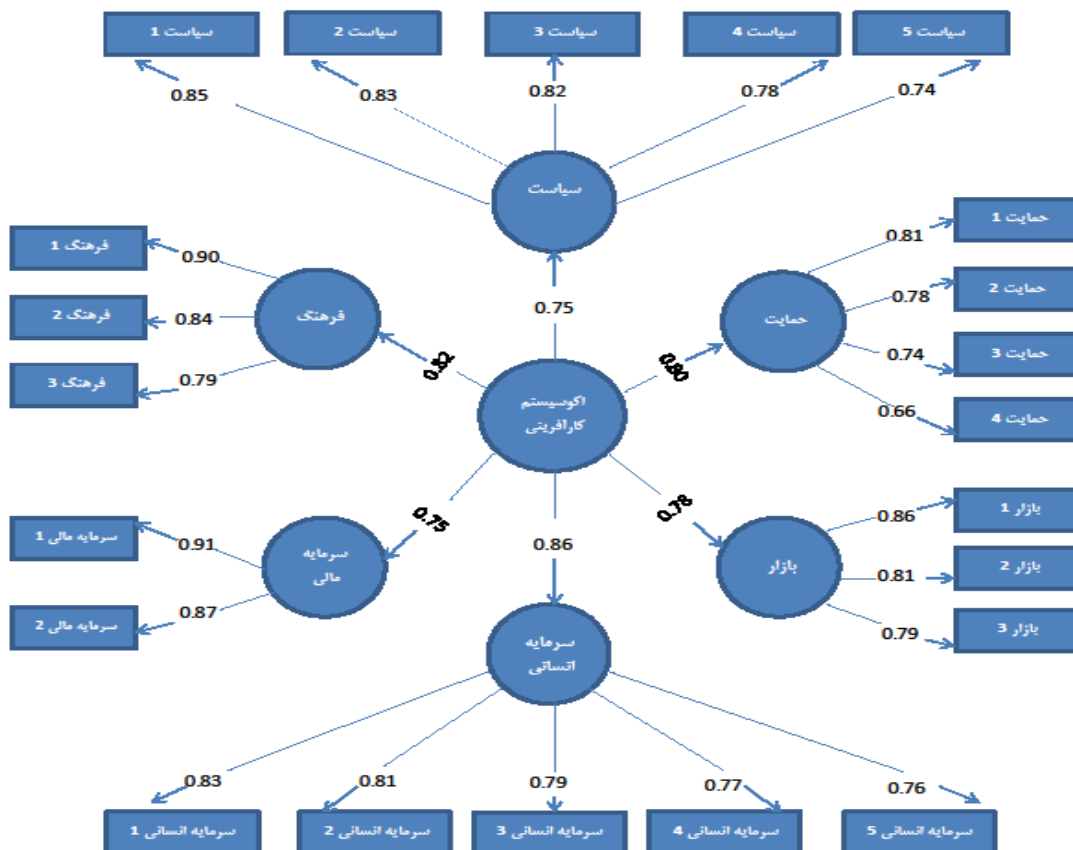 سیاست 1
سیاست 2
سیاست 3
سیاست 4
سیاست 5
0.85
0.83
0.82
0.78
0.74
سیاست
فرهنگ 1
فرهنگ 2
فرهنگ 3
0.90
0.84
0.79
فرهنگ
0.75
حمایت
0.81
0.78
0.74
0.66
حمایت 1
حمایت 2
حمایت 3
حمایت 4
0.82
0.80
اکوسیستم
کارآفرینی
0.75
0.86
0.78
سرمایه مالی 1
سرمایه مالی 2
0.91
0.87
سرمایه
مالی
بازار
0.86
0.81
0.79
بازار 1
بازار 2
بازار 3
سرمایه
انسانی
0.83
0.81
0.79
0.77
0.76
سرمایه انسانی 1
سرمایه انسانی 2
سرمایه انسانی 3
سرمایه انسانی 4
سرمایه انسانی 5